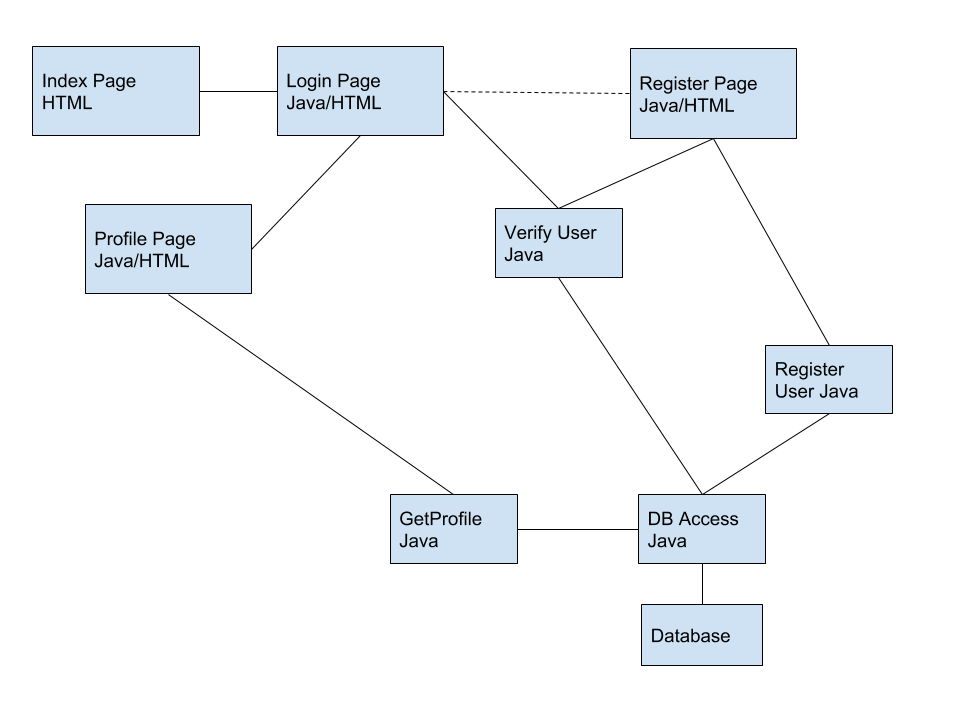 Index Page
HTML
Login Page
Java/HTML
Register Page
Java/HTML
Profile Page
Java/HTML
Verify User
Java
Register
User Java
GetProfile
Java
DB Access
Java
Database